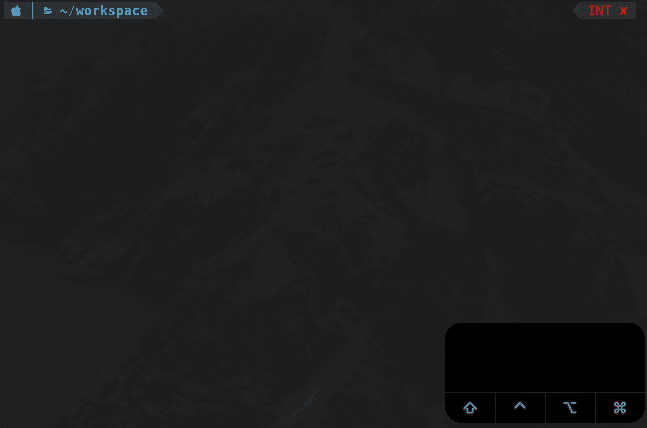 ~/workspace INT ✘
⇧ ^ ⌥ ⌘